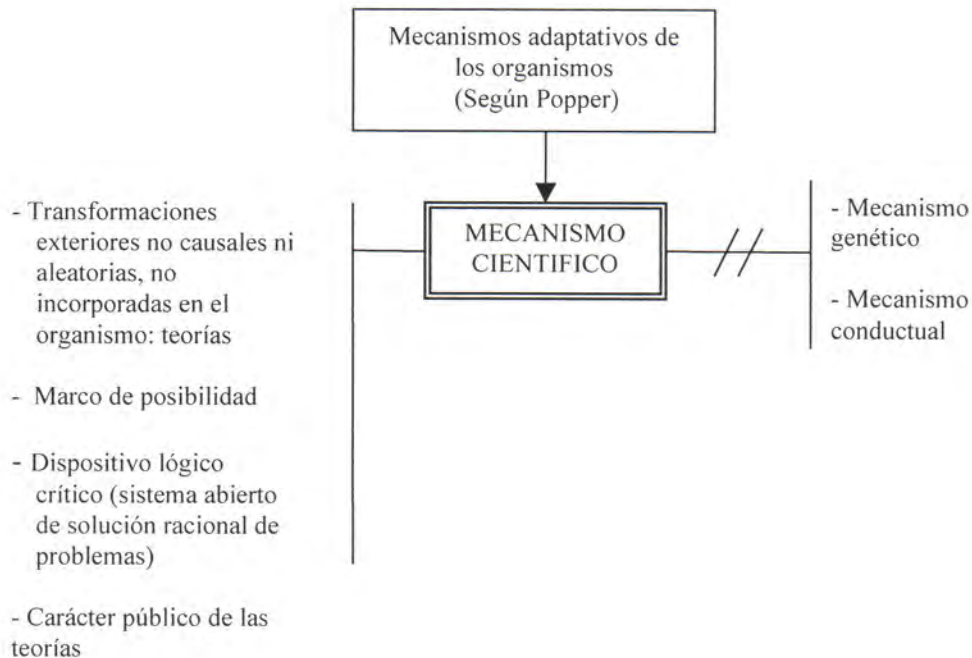 Mecanismos adaptativos de
los organismos
(Según Popper)
MECANISMO
CIENTIFICO
- Transformaciones
exteriores no causales ni
aleatorias, no
incorporadas en el
organismo: teorías
- Marco de posibilidad
- Dispositivo lógico
crítico (sistema abierto
de solución racional de
problemas)
- Carácter público de las
teorías
- Mecanismo
genético
- Mecanismo
conductual